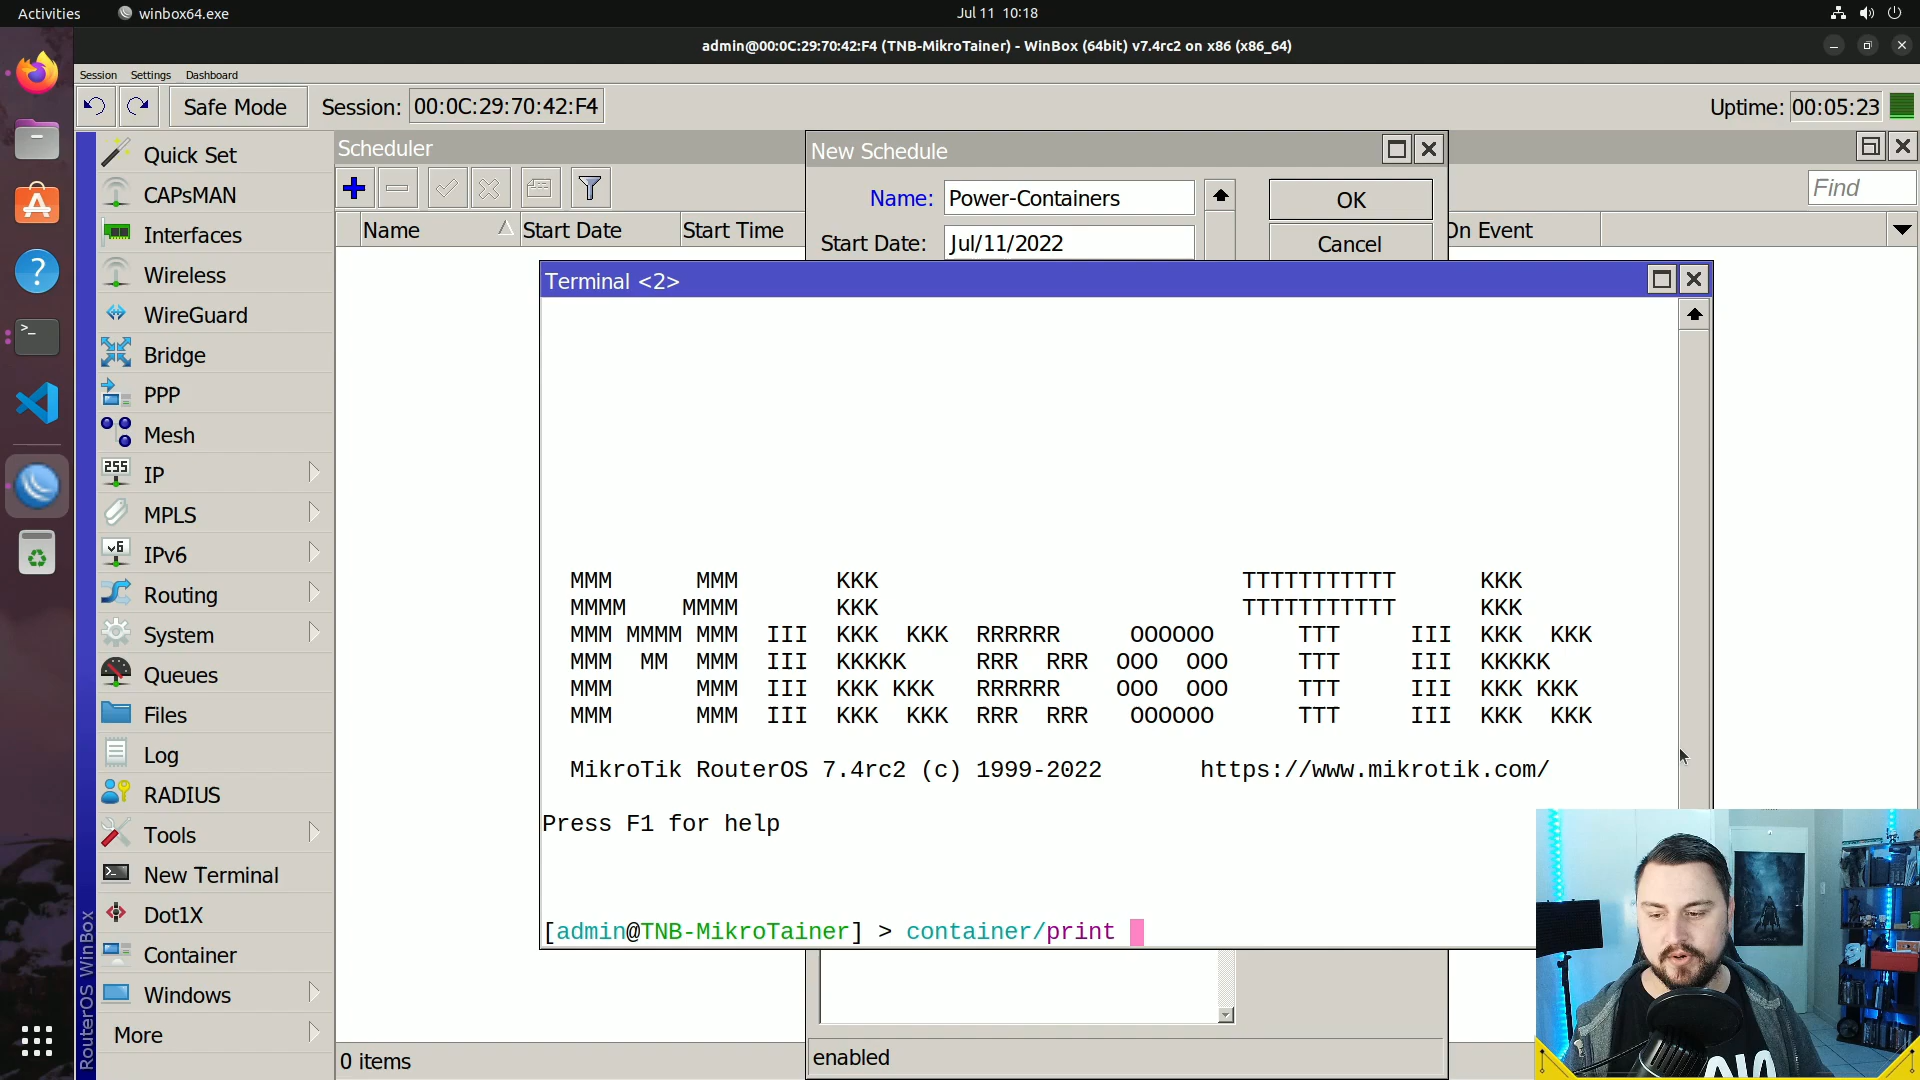 Activities
winbox64.exe
Jul 11 10:18
admin@00:0C:29:70:42:F4 (TNB-MikroTainer) - WinBox (64bit) v7.4rc2 on x86 (x86_64)
Session Settings Dashboard
Safe Mode
Session: 00:0C:29:70:42:F4
Uptime: 00:05:23
Quick Set
CAPsMAN
Interfaces
Wireless
WireGuard
Bridge
PPP
Mesh
255 IP
MPLS
v6 IPv6
Routing
System
Queues
Files
Log
RADIUS
Tools
New Terminal
Dot1X
Container
Windows
More
RouterOS WinBox
Scheduler
Find
Name Start Date Start Time On Event
0 items
New Schedule
Name: Power-Containers
OK
Start Date: Jul/11/2022
Cancel
enabled
Terminal <2>
MMM      MMM       KKK                          TTTTTTTTTTT      KKK
MMMM    MMMM       KKK                          TTTTTTTTTTT      KKK
MMM MMMM MMM  III  KKK  KKK  RRRRRR     OOOOOO      TTT     III  KKK  KKK
MMM  MM  MMM  III  KKKKK     RRR  RRR  OOO  OOO     TTT     III  KKKKK
MMM      MMM  III  KKK KKK   RRRRRR    OOO  OOO     TTT     III  KKK KKK
MMM      MMM  III  KKK  KKK  RRR  RRR   OOOOOO      TTT     III  KKK  KKK
MikroTik RouterOS 7.4rc2 (c) 1999-2022       https://www.mikrotik.com/
Press F1 for help
[admin@TNB-MikroTainer] > container/print